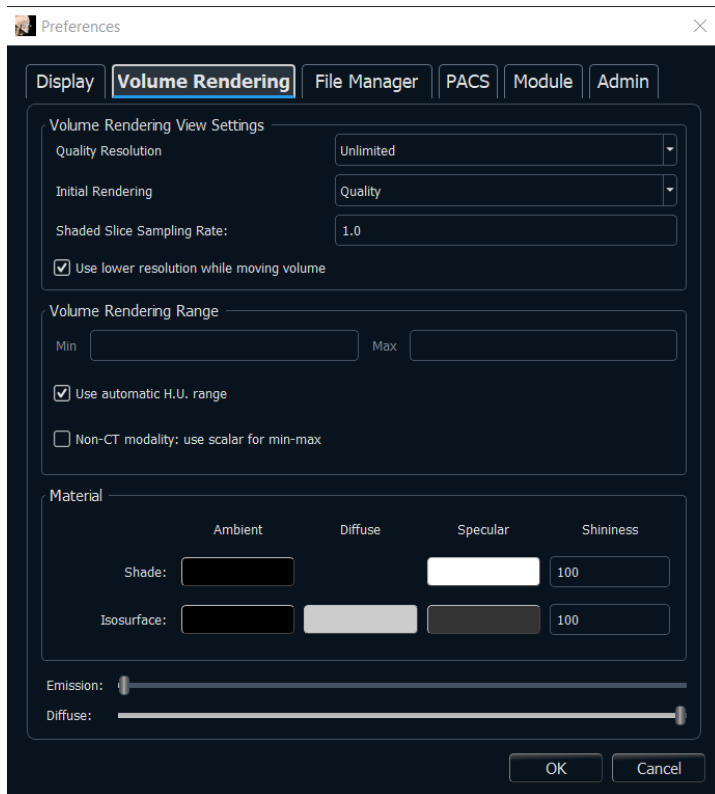 Preferences
Display Volume Rendering File Manager PACS Module Admin
Volume Rendering View Settings
Quality Resolution Unlimited
Initial Rendering Quality
Shaded Slice Sampling Rate: 1.0
Use lower resolution while moving volume
Volume Rendering Range
Min Max
Use automatic H.U. range
Non-CT modality: use scalar for min-max
Material
Ambient Diffuse Specular Shininess
Shade: 100
Isosurface: 100
Emission:
Diffuse:
OK Cancel